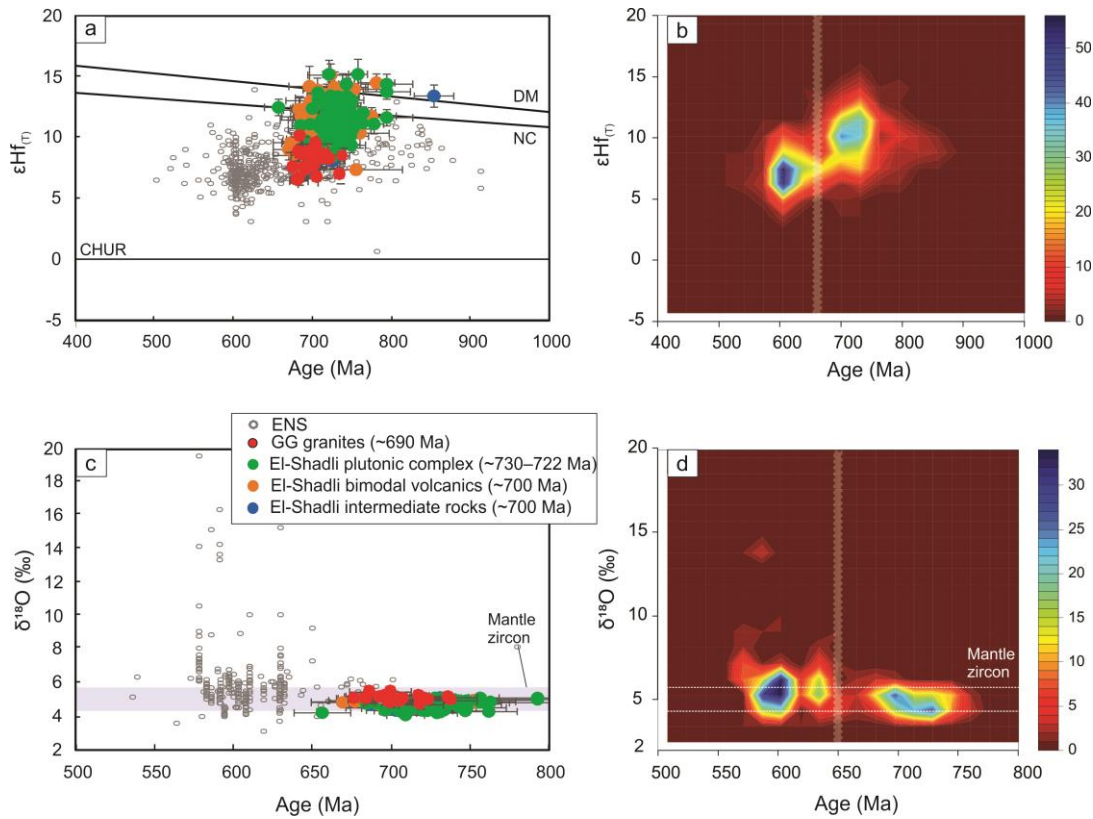 a
20
15
10
5
0
-5
εHf(T)
DM
NC
CHUR
400 500 600 700 800 900 1000
Age (Ma)
b
20
15
10
5
0
-5
εHf(T)
400 500 600 700 800 900 1000
Age (Ma)
50
40
30
20
10
0
ENS
GG granites (~690 Ma)
El-Shadli plutonic complex (~730–722 Ma)
El-Shadli bimodal volcanics (~700 Ma)
El-Shadli intermediate rocks (~700 Ma)
c
20
18
16
14
12
10
8
6
4
2
δ¹⁸O (‰)
Mantle
zircon
500 550 600 650 700 750 800
Age (Ma)
d
20
15
10
5
2
δ¹⁸O (‰)
Mantle
zircon
500 550 600 650 700 750 800
Age (Ma)
30
25
20
15
10
5
0